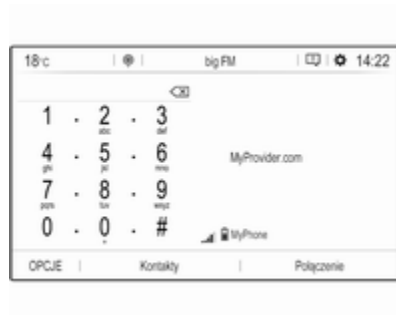 18°C big FM 14:22
1 . 2 . 3
abc def
4 . 5 . 6
ghi jkl mno
7 . 8 . 9
pqrs tuv wxyz
0 . 0 . #
+
MyProvider.com
MyPhone
OPCJE Kontakty Połączenie